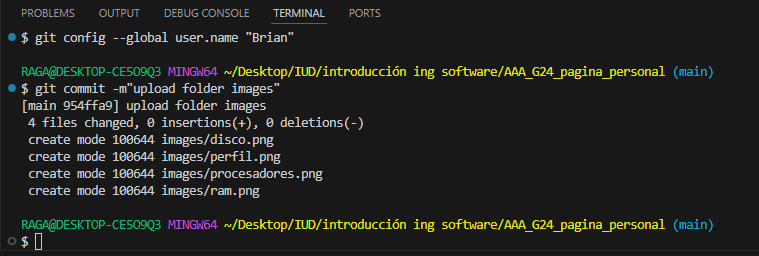 PROBLEMS OUTPUT DEBUG CONSOLE TERMINAL PORTS
$ git config --global user.name "Brian"
RAGA@DESKTOP-CE5O9Q3 MINGW64 ~/Desktop/IUD/introducción ing software/AAA_G24_pagina_personal (main)
$ git commit -m"upload folder images"
[main 954ffa9] upload folder images
4 files changed, 0 insertions(+), 0 deletions(-)
create mode 100644 images/disco.png
create mode 100644 images/perfil.png
create mode 100644 images/procesadores.png
create mode 100644 images/ram.png
RAGA@DESKTOP-CE5O9Q3 MINGW64 ~/Desktop/IUD/introducción ing software/AAA_G24_pagina_personal (main)
$